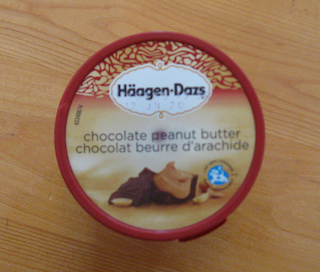 Häagen-Dazs
chocolate peanut butter
chocolat beurre d'arachide